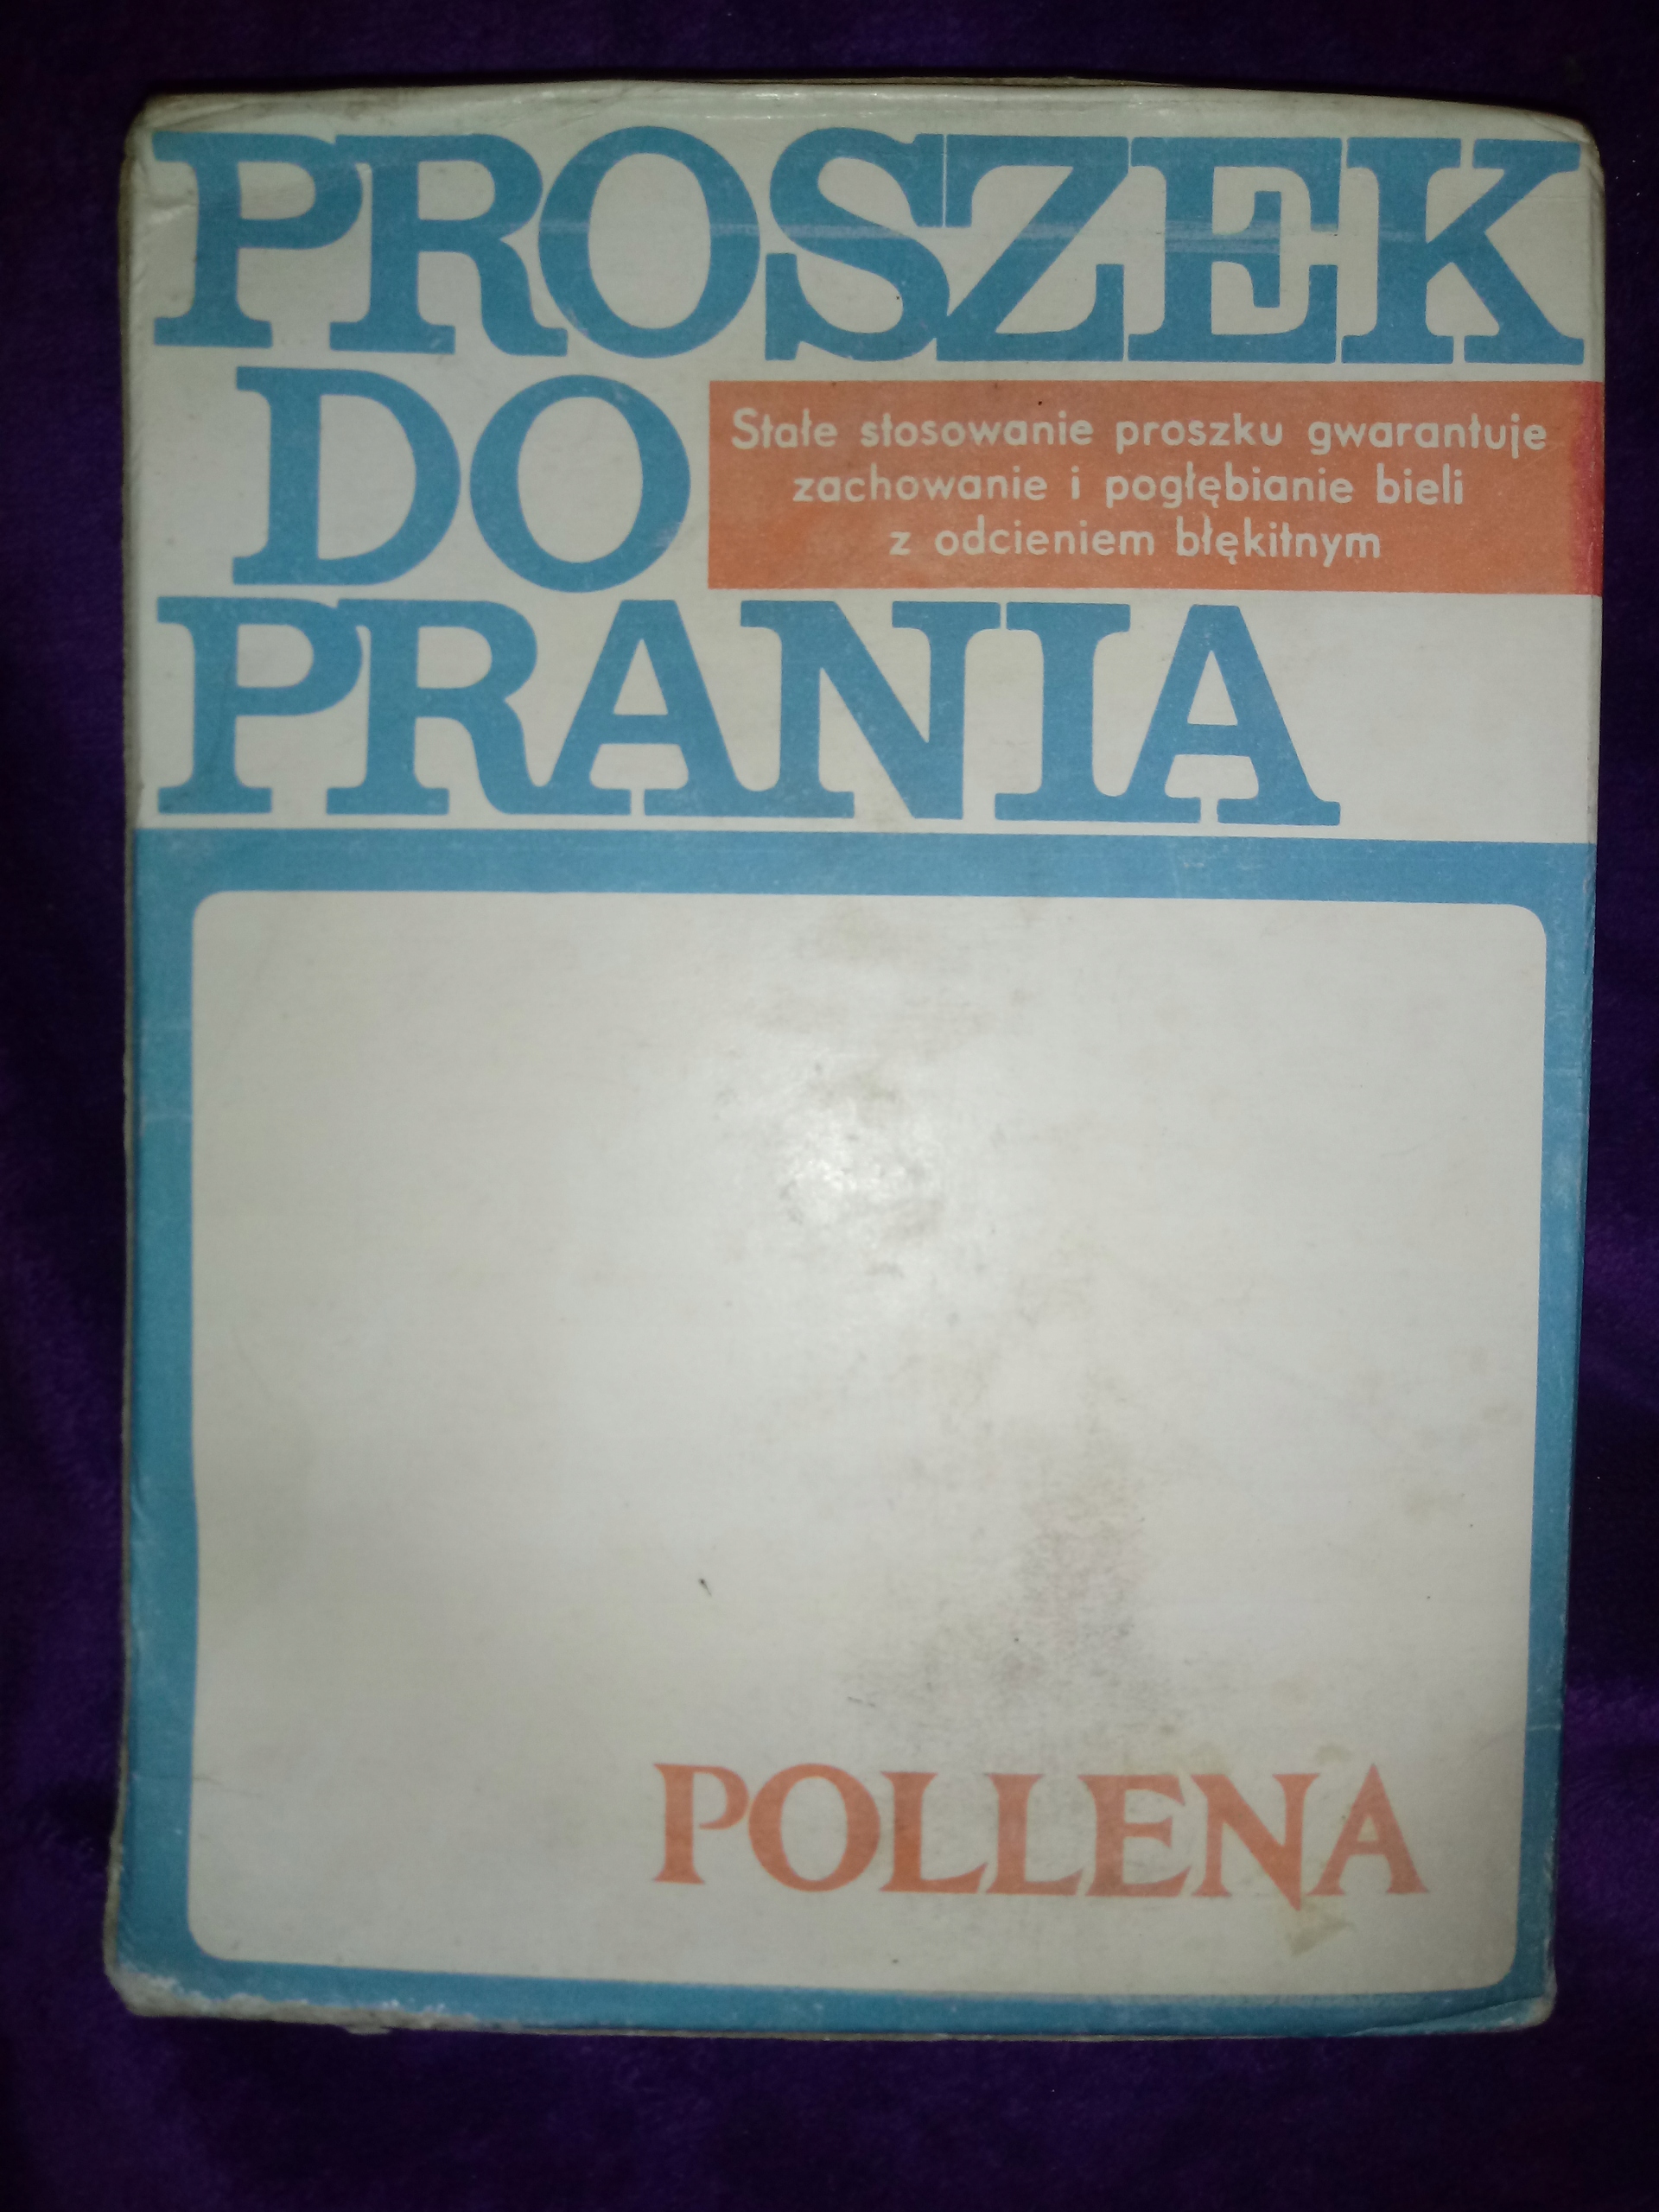 PROSZEK
DO
Stałe stosowanie proszku gwarantuje
zachowanie i pogłębianie bieli
z odcieniem błękitnym
PRANIA
POLLENA